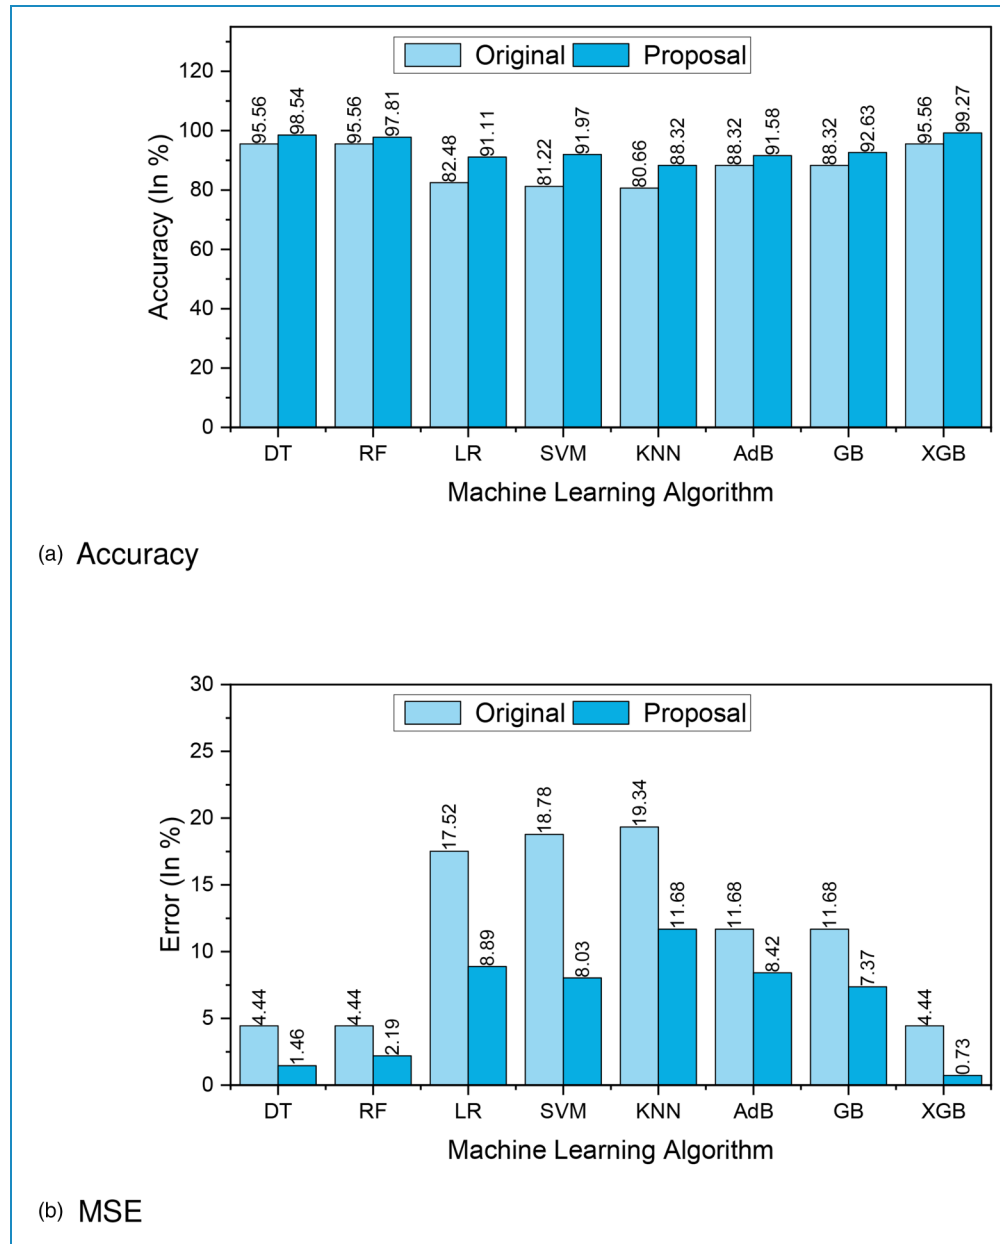 Original Proposal
120
100
80
60
40
20
0
Accuracy (In %)
95.56 98.54 95.56 97.81 82.48 91.11 81.22 91.97 80.66 88.32 88.32 91.58 88.32 92.63 95.56 99.27
DT RF LR SVM KNN AdB GB XGB
Machine Learning Algorithm
(a) Accuracy
Original Proposal
30
25
20
15
10
5
0
Error (In %)
4.44 1.46 4.44 2.19 17.52 8.89 18.78 8.03 19.34 11.68 11.68 8.42 11.68 7.37 4.44 0.73
DT RF LR SVM KNN AdB GB XGB
Machine Learning Algorithm
(b) MSE